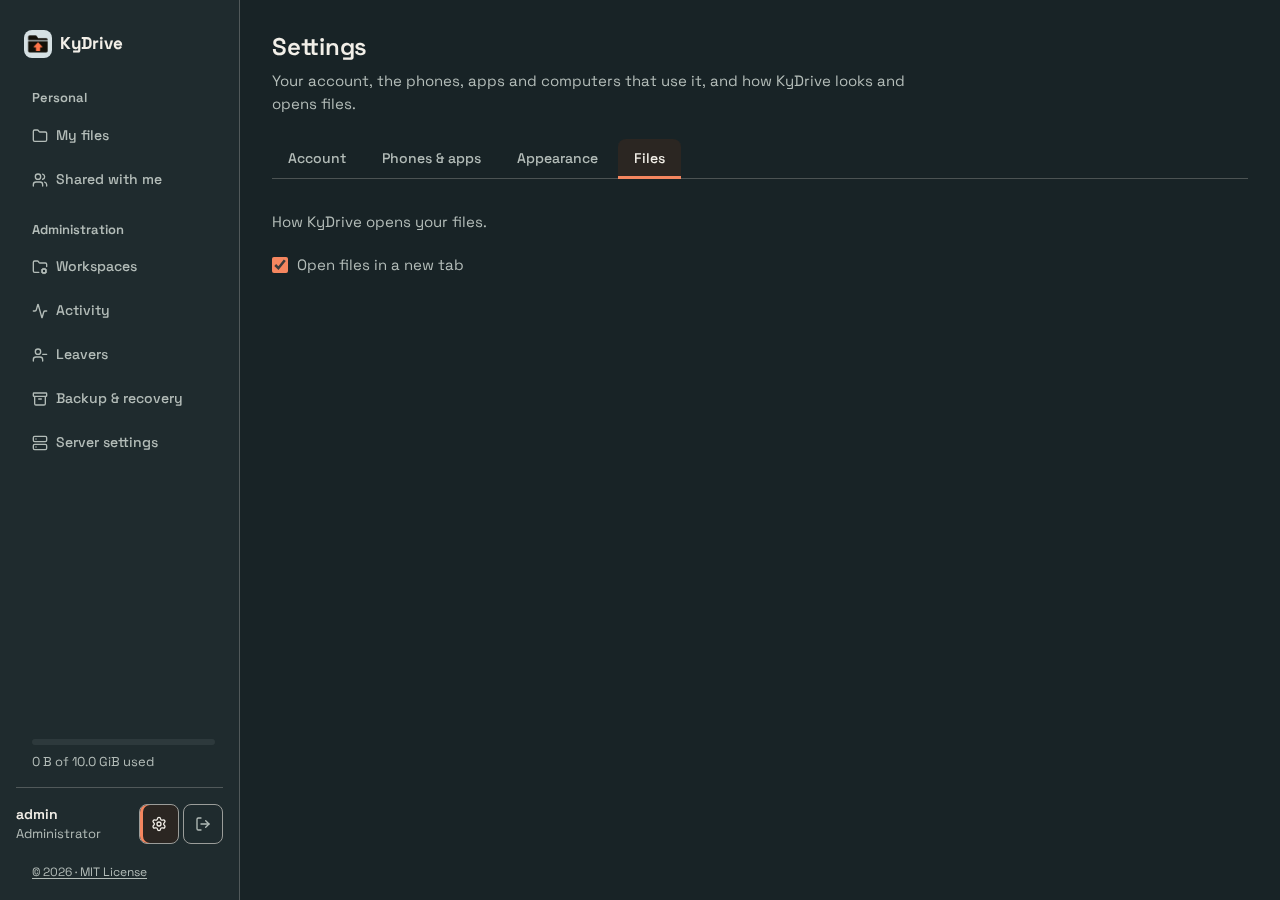 KyDrive
Personal
My files
Shared with me
Administration
Workspaces
Activity
Leavers
Backup & recovery
Server settings
0 B of 10.0 GiB used
admin
Administrator
© 2026 · MIT License
Settings
Your account, the phones, apps and computers that use it, and how KyDrive looks and
opens files.
Account Phones & apps Appearance Files
How KyDrive opens your files.
Open files in a new tab